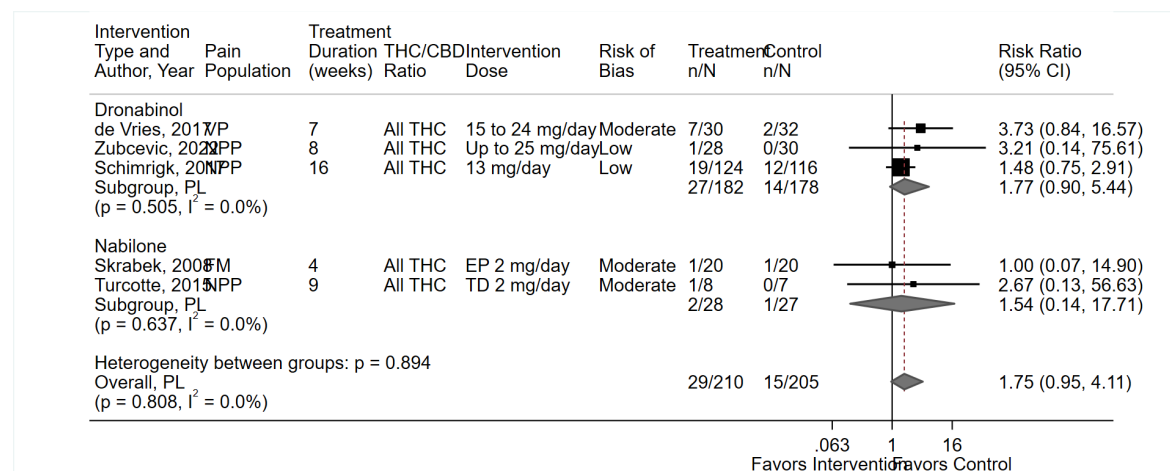 Intervention Treatment
Type and Pain Duration THC/CBD Intervention Risk of Treatment Control Risk Ratio
Author, Year Population (weeks) Ratio Dose Bias n/N n/N (95% CI)
Dronabinol
de Vries, 2017 VP 7 All THC 15 to 24 mg/day Moderate 7/30 2/32 3.73 (0.84, 16.57)
Zubcevic, 2022 NPP 8 All THC Up to 25 mg/day Low 1/28 0/30 3.21 (0.14, 75.61)
Schimrigk, 2017 NPP 16 All THC 13 mg/day Low 19/124 12/116 1.48 (0.75, 2.91)
Subgroup, PL 27/182 14/178 1.77 (0.90, 5.44)
(p = 0.505, I² = 0.0%)
Nabilone
Skrabek, 2008 FM 4 All THC EP 2 mg/day Moderate 1/20 1/20 1.00 (0.07, 14.90)
Turcotte, 2015 NPP 9 All THC TD 2 mg/day Moderate 1/8 0/7 2.67 (0.13, 56.63)
Subgroup, PL 2/28 1/27 1.54 (0.14, 17.71)
(p = 0.637, I² = 0.0%)
Heterogeneity between groups: p = 0.894
Overall, PL 29/210 15/205 1.75 (0.95, 4.11)
(p = 0.808, I² = 0.0%)
.063 1 16
Favors Intervention Favors Control